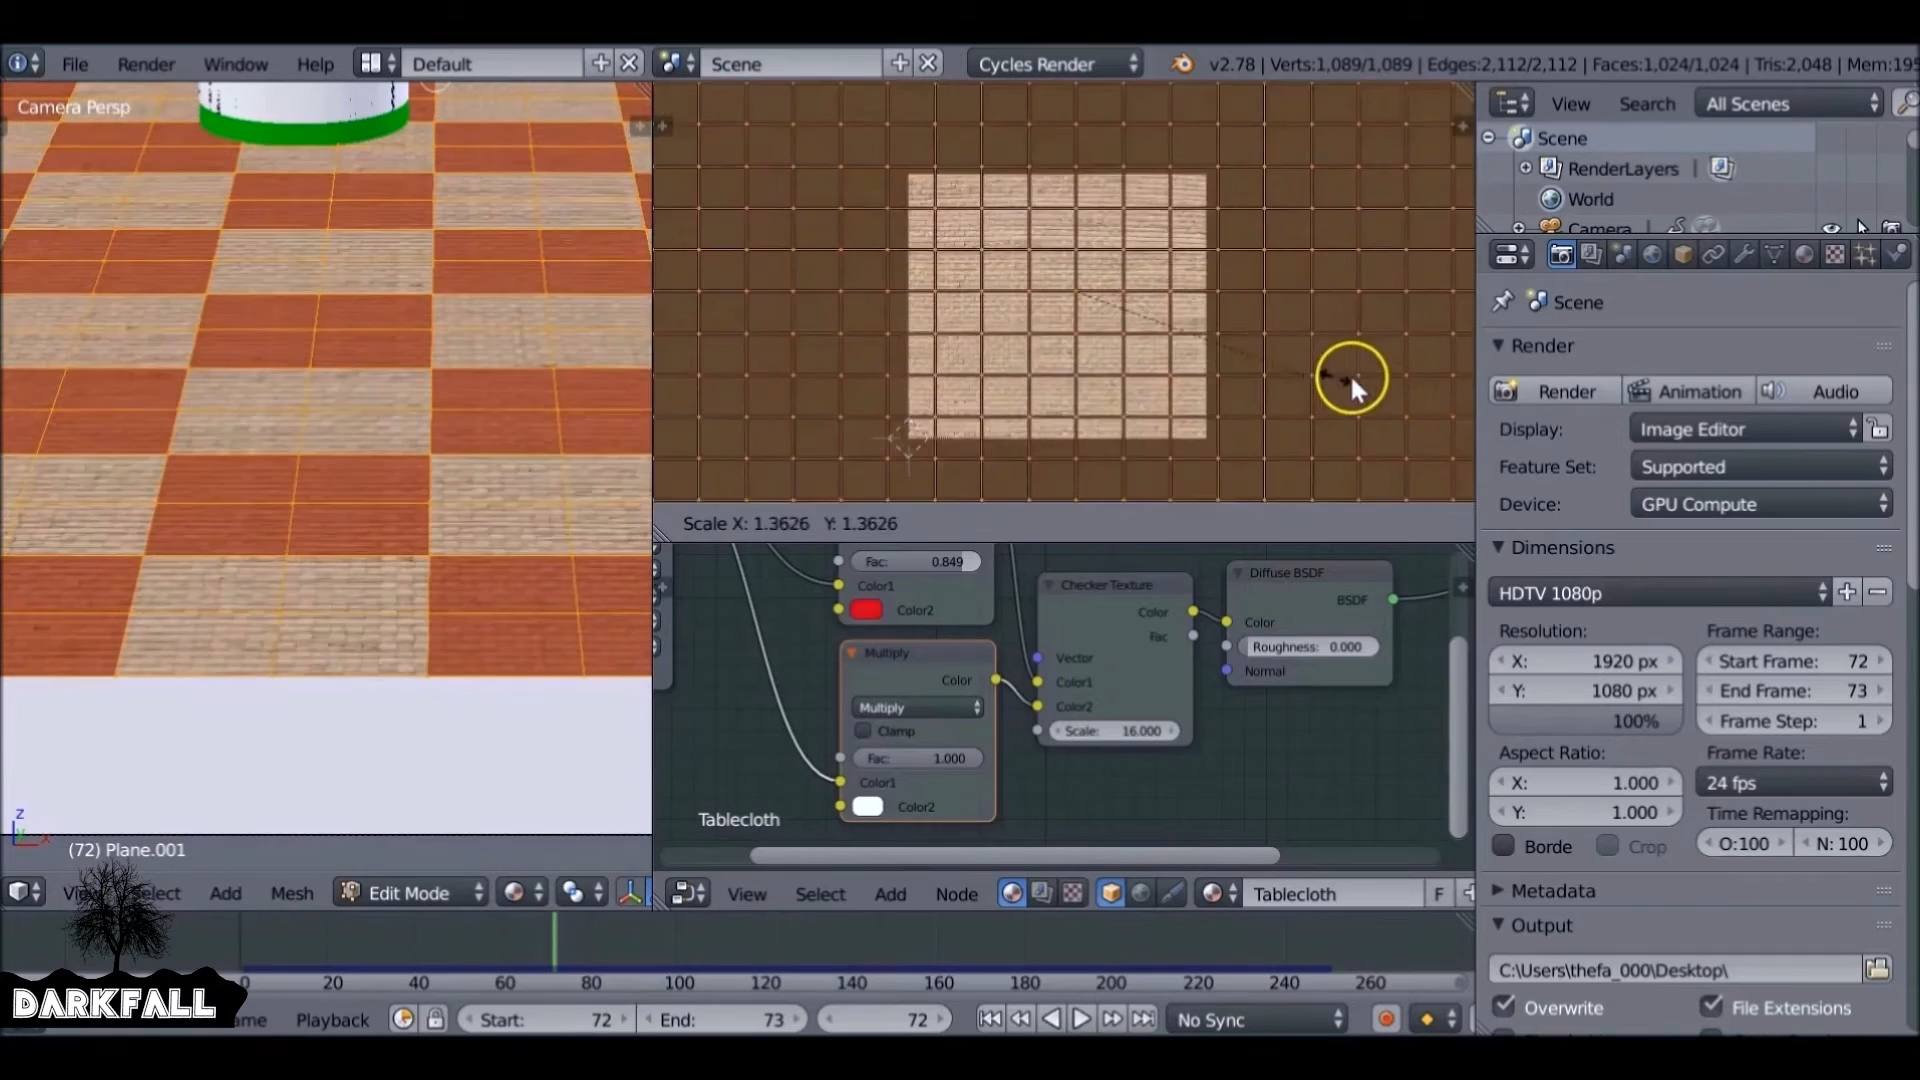 File Render Window Help Default Scene Cycles Render v2.78 | Verts:1,089/1,089 | Edges:2,112/2,112 | Faces:1,024/1,024 | Tris:2,048 | Mem:195
Camera Persp
View Search All Scenes
Scene
RenderLayers |
World
Camera
Scene
Render
Render Animation Audio
Display: Image Editor
Feature Set: Supported
Device: GPU Compute
Scale X: 1.3626 Y: 1.3626
Dimensions
HDTV 1080p
Resolution: Frame Range:
X: 1920 px Start Frame: 72
Y: 1080 px End Frame: 73
100% Frame Step: 1
Aspect Ratio: Frame Rate:
X: 1.000 24 fps
Y: 1.000 Time Remapping:
Borde Crop O:100 N: 100
Metadata
Output
C:\Users\thefa_000\Desktop\
Overwrite File Extensions
Fac: 0.849
Color1
Color2
Multiply
Color
Multiply
Clamp
Fac: 1.000
Color1
Color2
Checker Texture
Color
Fac
Vector
Color1
Color2
Scale: 16.000
Diffuse BSDF
BSDF
Color
Roughness: 0.000
Normal
Tablecloth
z
y
x
(72) Plane.001
Add Mesh Edit Mode
View Select Add Node Tablecloth F
0 20 40 60 80 100 120 140 160 180 200 220 240 260
DARKFALL
Playback Start: 72 End: 73 72 No Sync